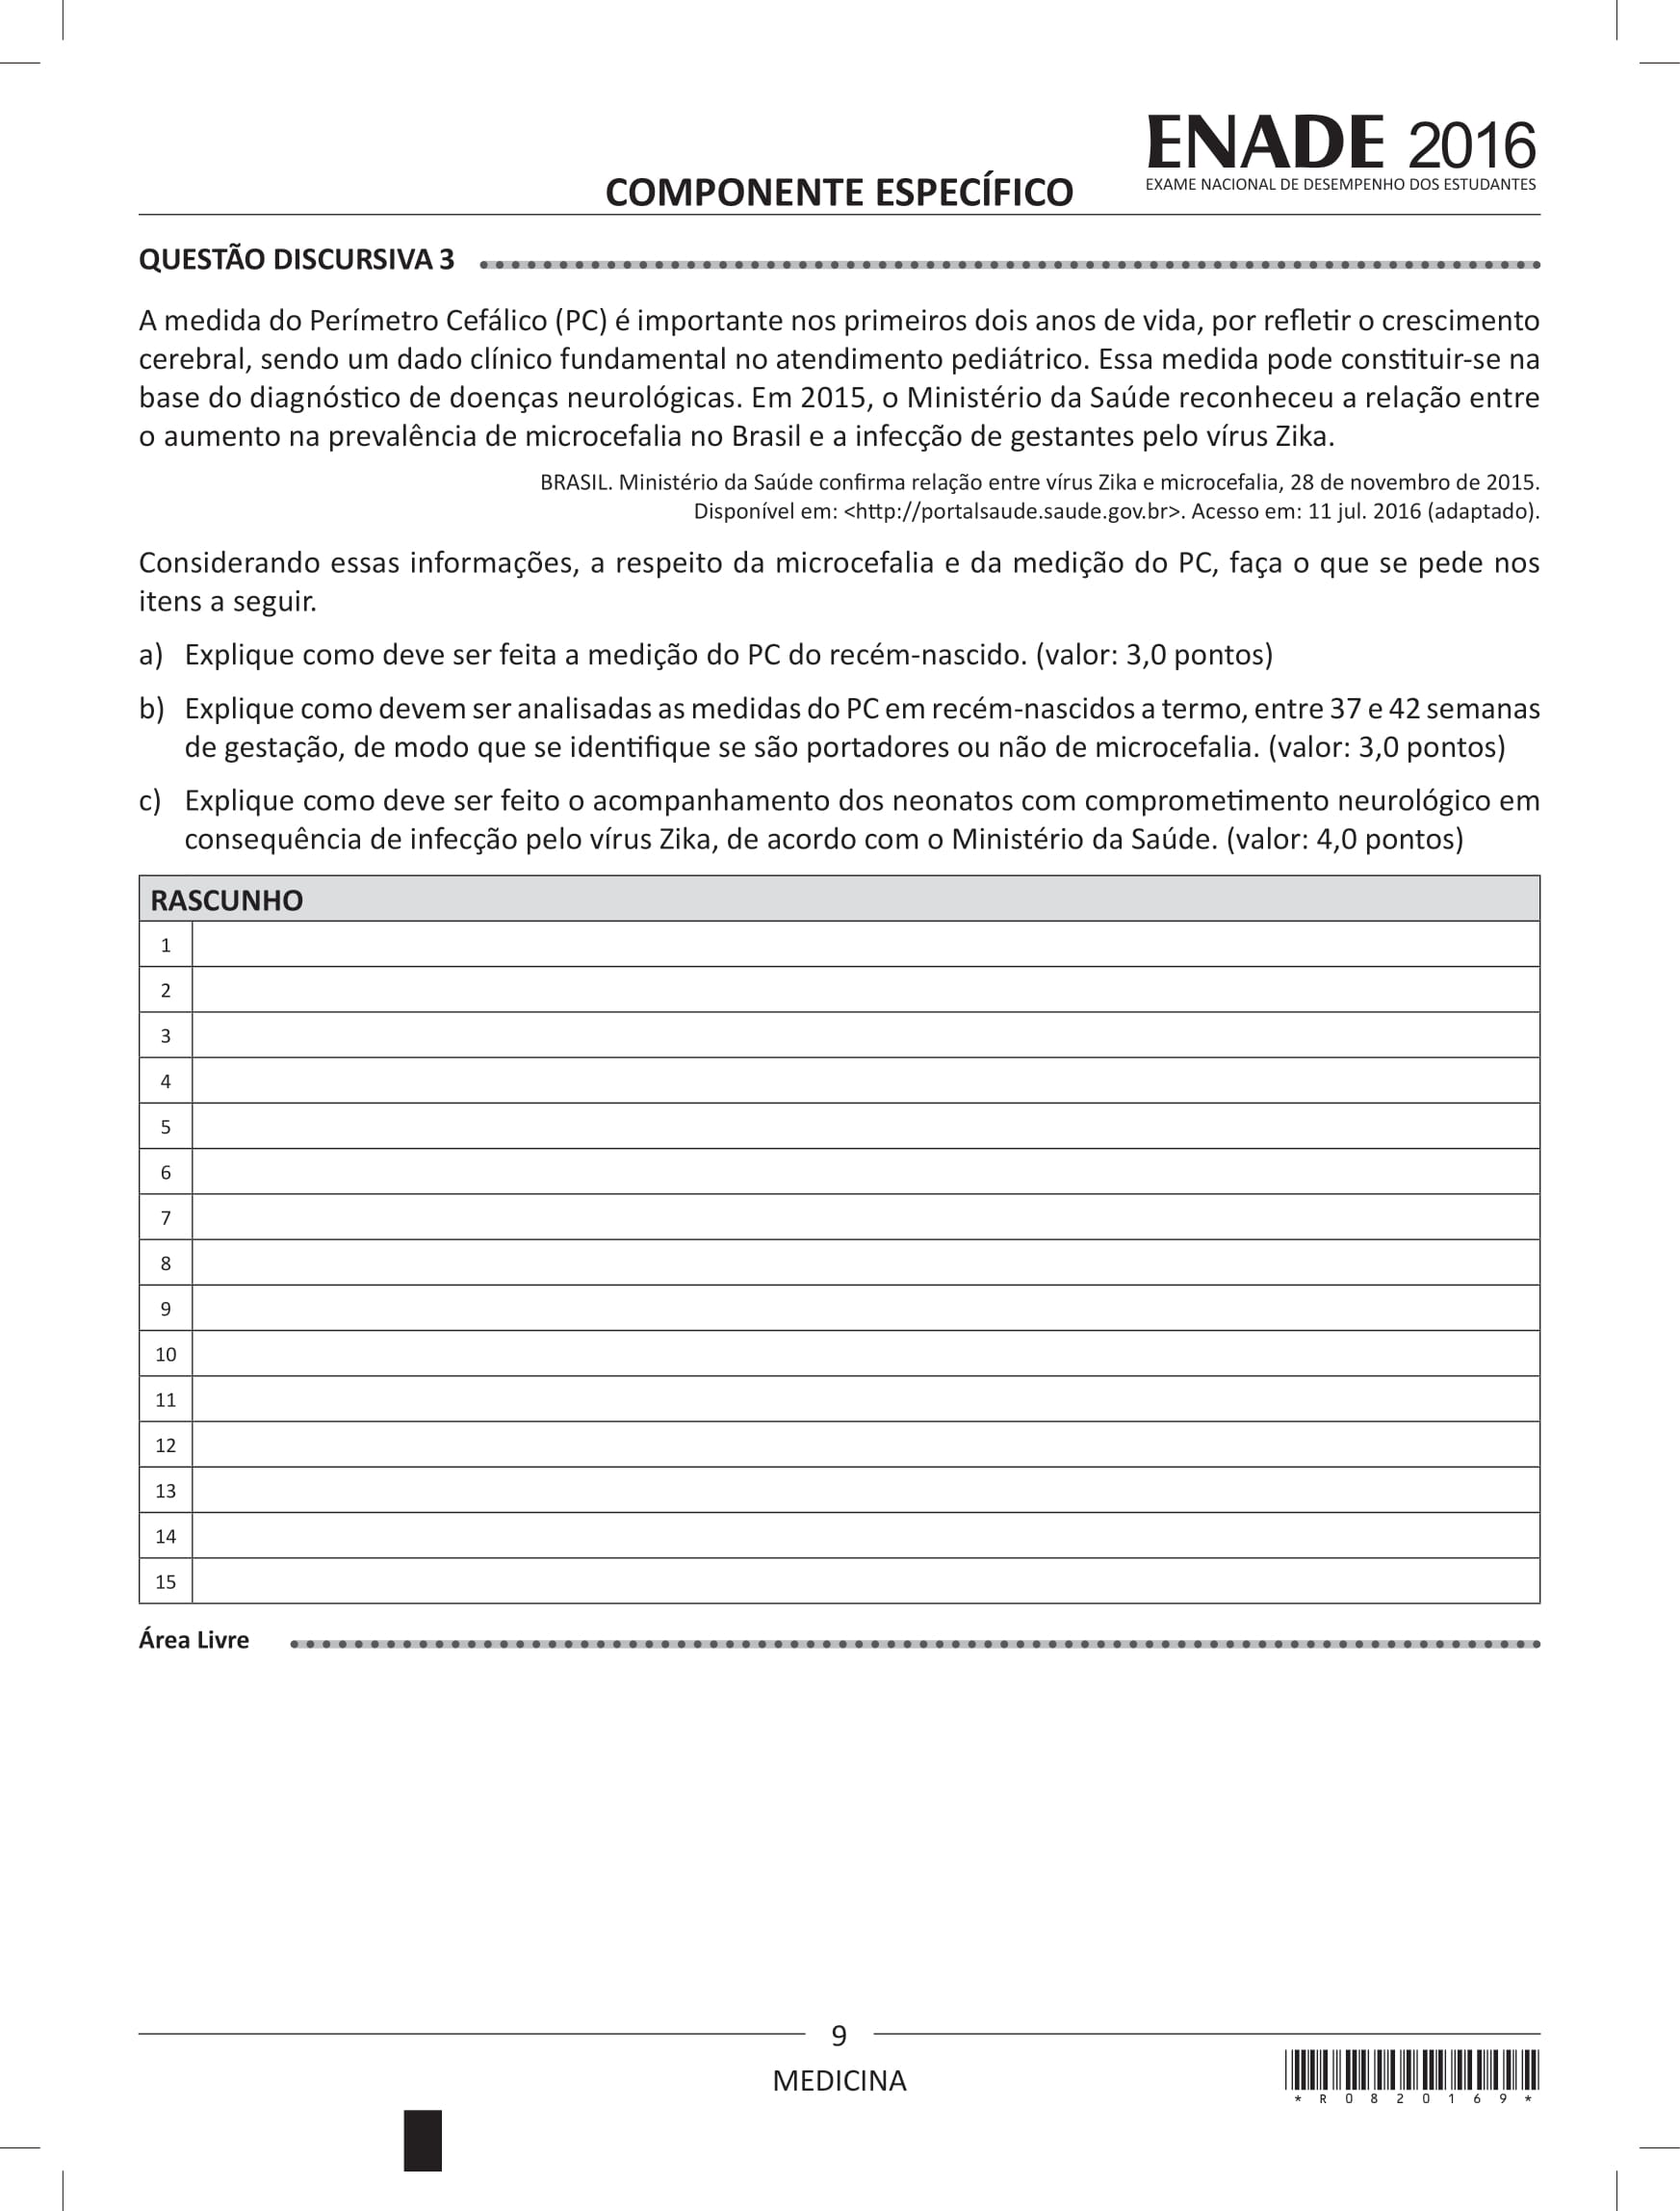 ENADE 2016
EXAME NACIONAL DE DESEMPENHO DOS ESTUDANTES
COMPONENTE ESPECÍFICO
QUESTÃO DISCURSIVA 3
A medida do Perímetro Cefálico (PC) é importante nos primeiros dois anos de vida, por refletir o crescimento
cerebral, sendo um dado clínico fundamental no atendimento pediátrico. Essa medida pode constituir-se na
base do diagnóstico de doenças neurológicas. Em 2015, o Ministério da Saúde reconheceu a relação entre
o aumento na prevalência de microcefalia no Brasil e a infecção de gestantes pelo vírus Zika.
BRASIL. Ministério da Saúde confirma relação entre vírus Zika e microcefalia, 28 de novembro de 2015.
Disponível em: <http://portalsaude.saude.gov.br>. Acesso em: 11 jul. 2016 (adaptado).
Considerando essas informações, a respeito da microcefalia e da medição do PC, faça o que se pede nos
itens a seguir.
a) Explique como deve ser feita a medição do PC do recém-nascido. (valor: 3,0 pontos)
b) Explique como devem ser analisadas as medidas do PC em recém-nascidos a termo, entre 37 e 42 semanas
de gestação, de modo que se identifique se são portadores ou não de microcefalia. (valor: 3,0 pontos)
c) Explique como deve ser feito o acompanhamento dos neonatos com comprometimento neurológico em
consequência de infecção pelo vírus Zika, de acordo com o Ministério da Saúde. (valor: 4,0 pontos)
RASCUNHO
1
2
3
4
5
6
7
8
9
10
11
12
13
14
15
Área Livre
9
MEDICINA
* R 0 8 2 0 1 6 9 *